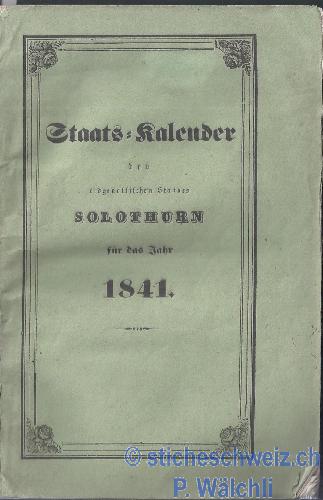 Staats-Kalender
des
eidgenössischen Standes
SOLOTHURN
für das Jahr
1841.
© sticheschweiz.ch
P. Wälchli